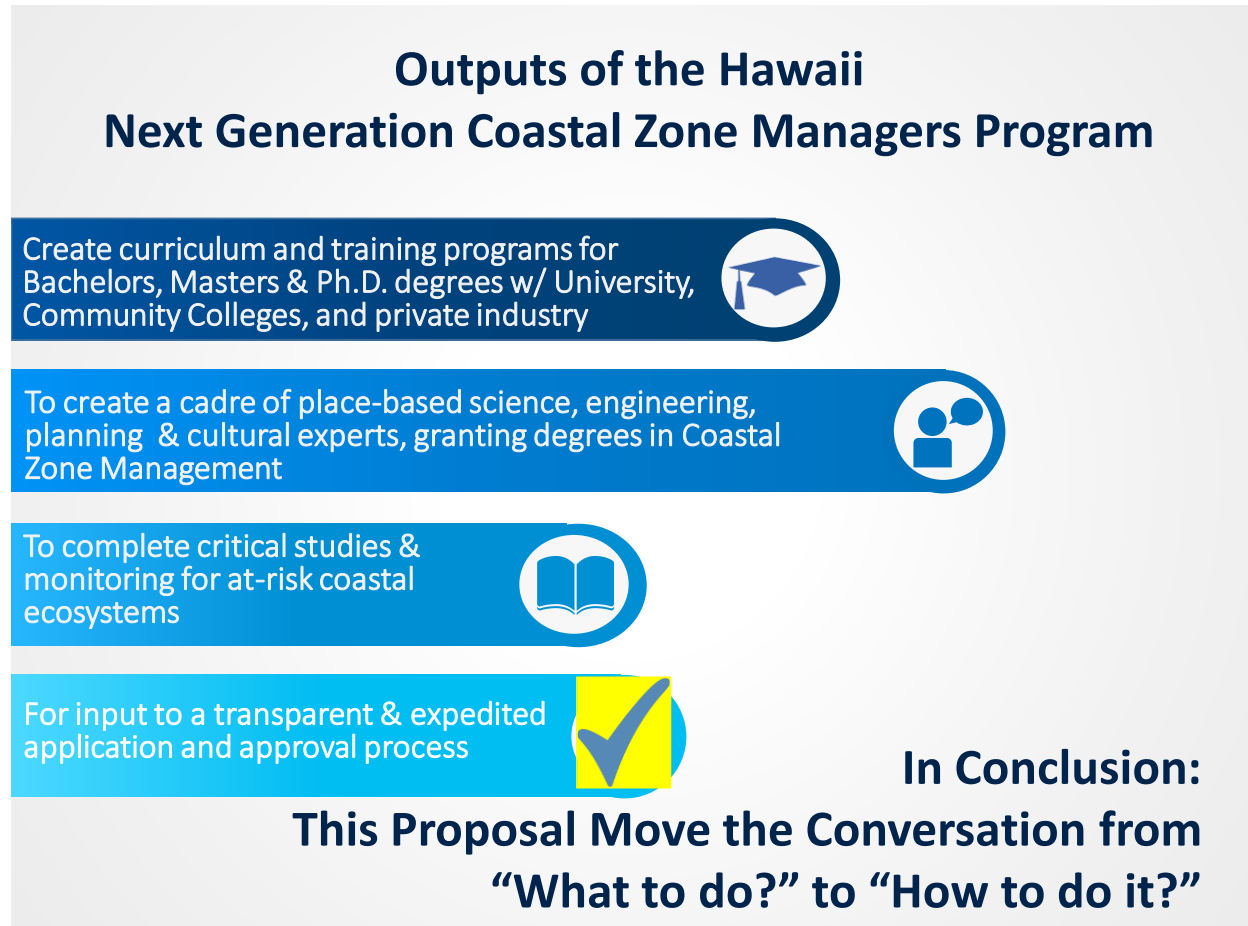 Outputs of the Hawaii
Next Generation Coastal Zone Managers Program
Create curriculum and training programs for
Bachelors, Masters & Ph.D. degrees w/ University,
Community Colleges, and private industry
To create a cadre of place-based science, engineering,
planning & cultural experts, granting degrees in Coastal
Zone Management
To complete critical studies &
monitoring for at-risk coastal
ecosystems
For input to a transparent & expedited
application and approval process
In Conclusion:
This Proposal Move the Conversation from
“What to do?” to “How to do it?”